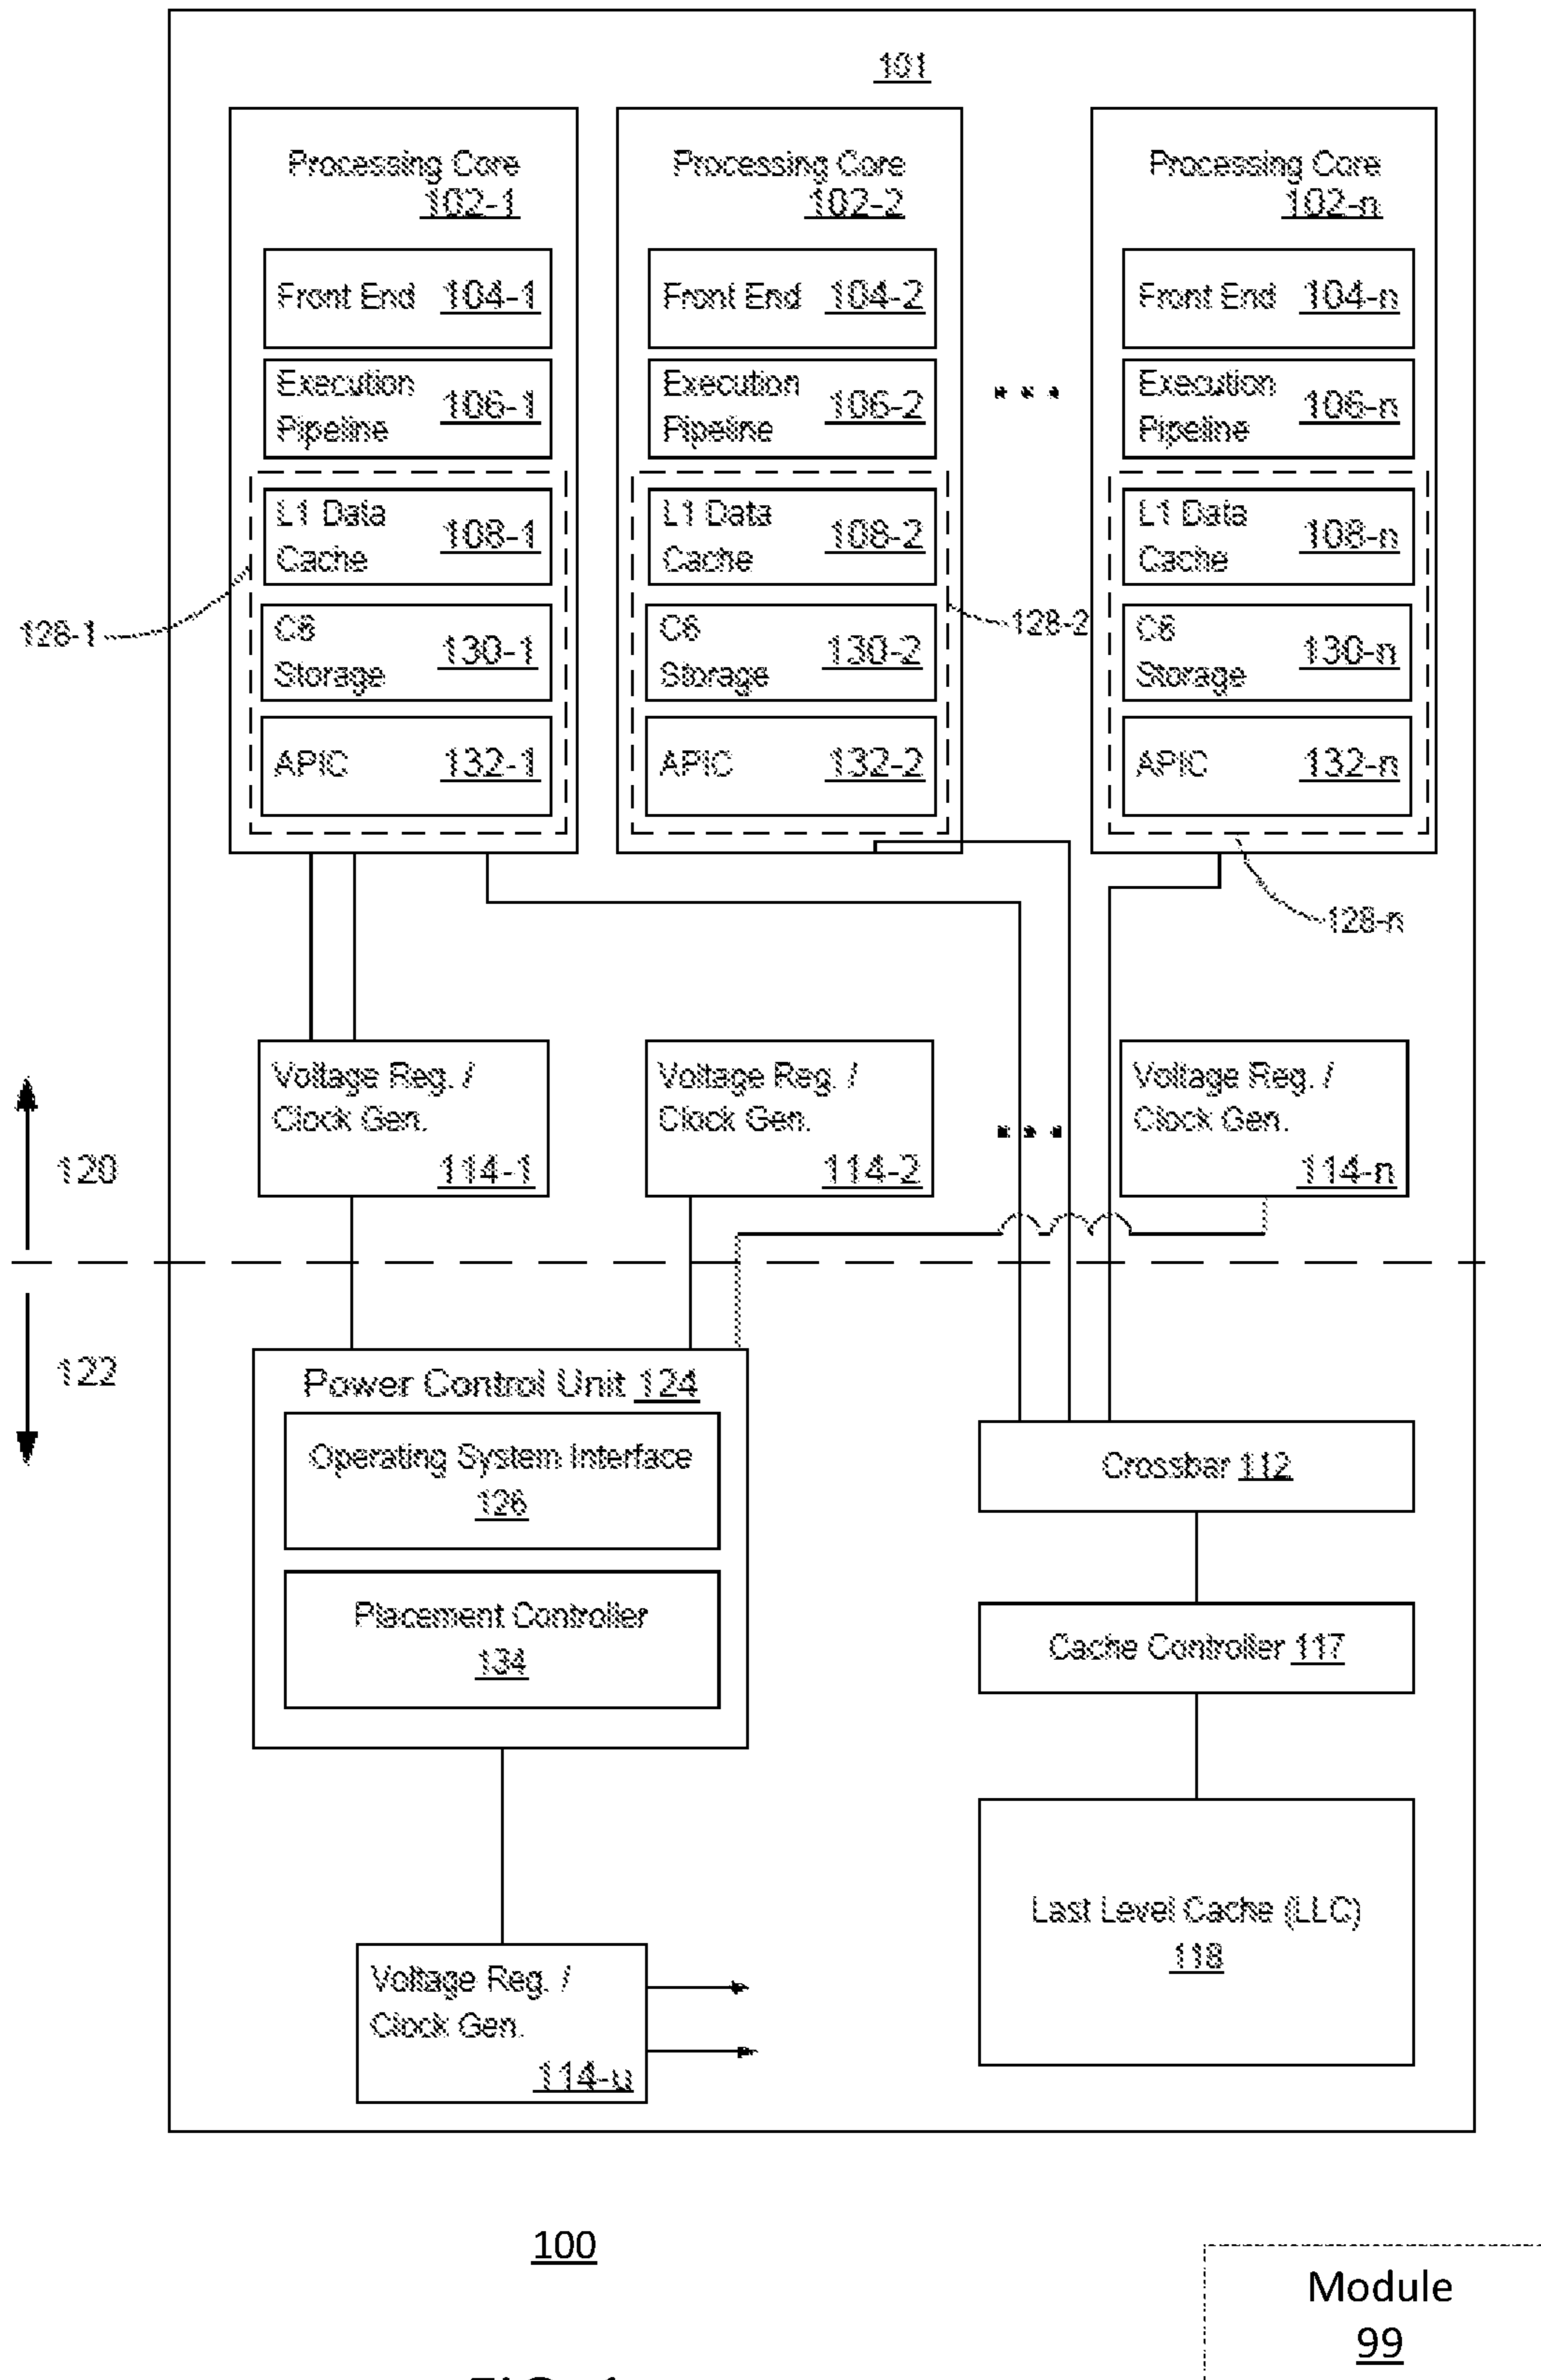 101
Processing Core
102-1
Front End 104-1
Execution
Pipeline
106-1
L1 Data
Cache
108-1
C6
Storage
130-1
APIC 132-1
128-1
Processing Core
102-2
Front End 104-2
Execution
Pipeline
106-2
L1 Data
Cache
108-2
C6
Storage
130-2
APIC 132-2
128-2
...
Processing Core
102-n
Front End 104-n
Execution
Pipeline
106-n
L1 Data
Cache
108-n
C6
Storage
130-n
APIC 132-n
128-n
Voltage Reg. /
Clock Gen.
114-1
Voltage Reg. /
Clock Gen.
114-2
...
Voltage Reg. /
Clock Gen.
114-n
120
122
Power Control Unit 124
Operating System Interface
126
Placement Controller
134
Crossbar 112
Cache Controller 117
Last Level Cache (LLC)
118
Voltage Reg. /
Clock Gen.
114-u
100
Module
99